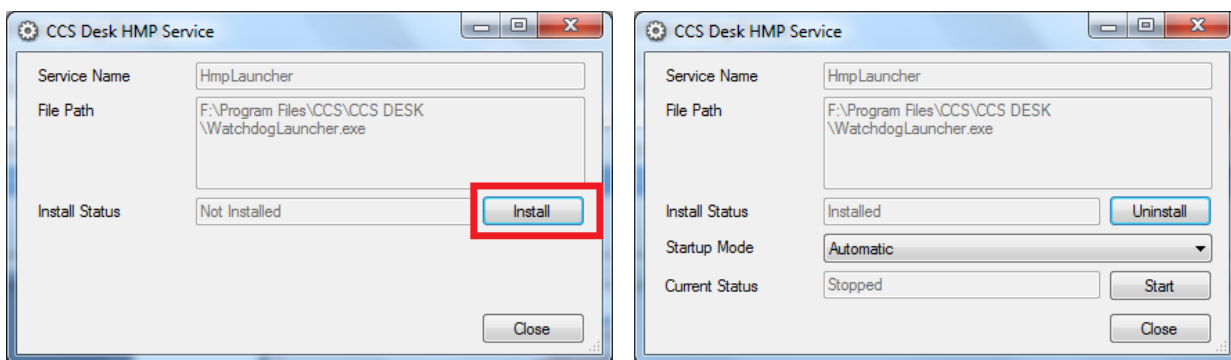 CCS Desk HMP Service
Service Name HmpLauncher
File Path F:\Program Files\CCS\CCS DESK
\WatchdogLauncher.exe
Install Status Not Installed Install
Close
CCS Desk HMP Service
Service Name HmpLauncher
File Path F:\Program Files\CCS\CCS DESK
\WatchdogLauncher.exe
Install Status Installed Uninstall
Startup Mode Automatic
Current Status Stopped Start
Close